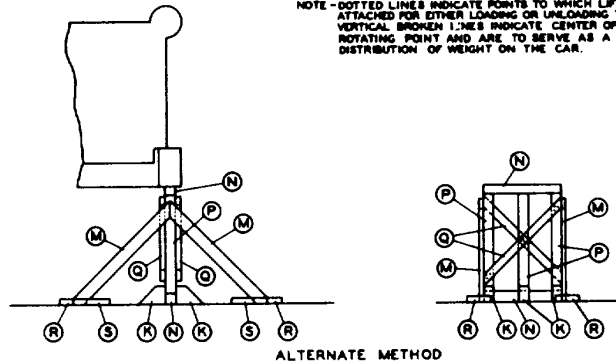 NOTE - DOTTED LINES INDICATE POINTS TO WHICH
ATTACHED FOR EITHER LOADING OR UNLOADING
VERTICAL BROKEN LINES INDICATE CENTER OF
ROTATING POINT AND ARE TO SERVE AS A
DISTRIBUTION OF WEIGHT ON THE CAR.
N
M P M
Q Q
R S K N K S R
N
P M
Q
M P
R K N K R
ALTERNATE METHOD